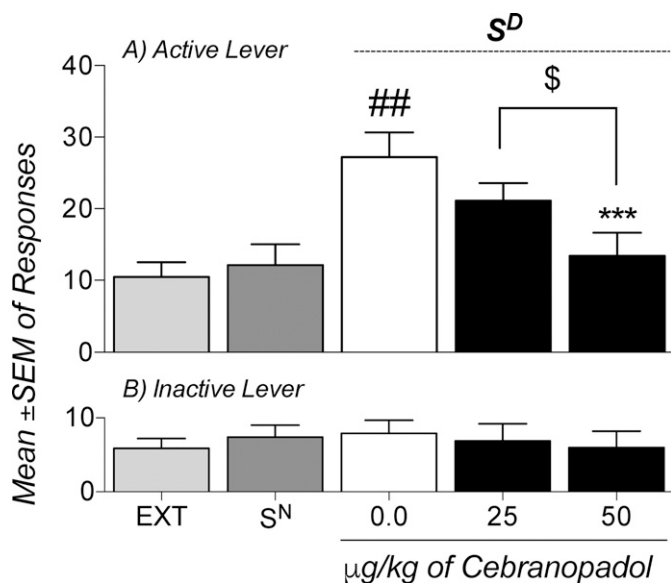 S^D
A) Active Lever
40
$
##
30
20
***
10
0
B) Inactive Lever
10
0
Mean ±SEM of Responses
EXT S^N 0.0 25 50
μg/kg of Cebranopadol